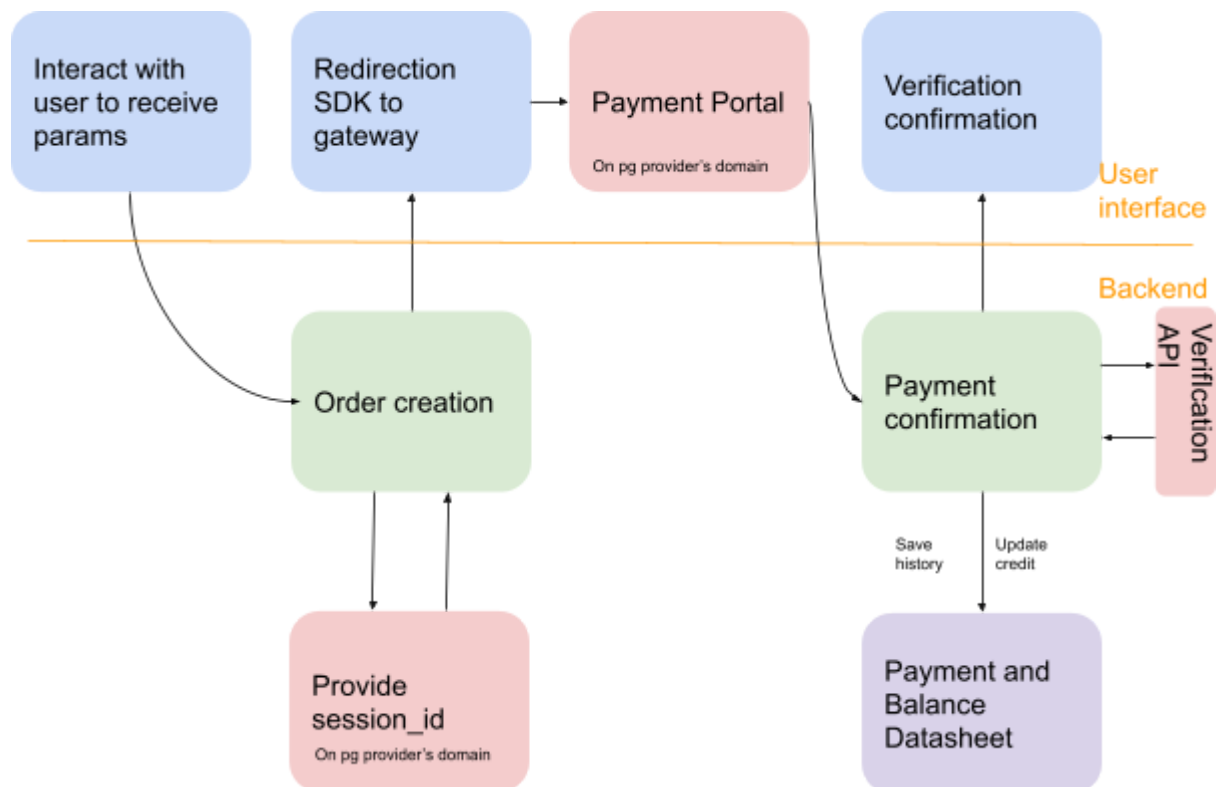 Interact with
user to receive
params
Redirection
SDK to
gateway
Payment Portal
On pg provider's domain
Verification
confirmation
User
interface
Backend
Order creation
Payment
confirmation
Verification
API
Save
history
Update
credit
Provide
session_id
On pg provider's domain
Payment and
Balance
Datasheet